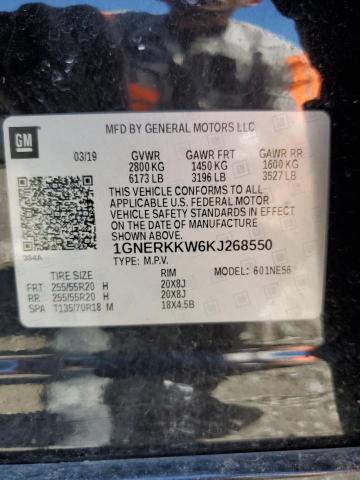 GM
MFD BY GENERAL MOTORS LLC
03/19 GVWR GAWR FRT GAWR RR
2800 KG 1450 KG 1600 KG
6173 LB 3196 LB 3527 LB
THIS VEHICLE CONFORMS TO ALL
APPLICABLE U.S. FEDERAL MOTOR
VEHICLE SAFETY STANDARDS IN EFFECT
ON THE DATE OF MANUFACTURE
SHOWN ABOVE.
384A
1GNERKKW6KJ268550
TYPE: M.P.V. MODEL: 601NE56
TIRE SIZE RIM
FRT 255/55R20 H 20X8J
RR 255/55R20 H 20X8J
SPA T135/70R18 M 18X4.5B